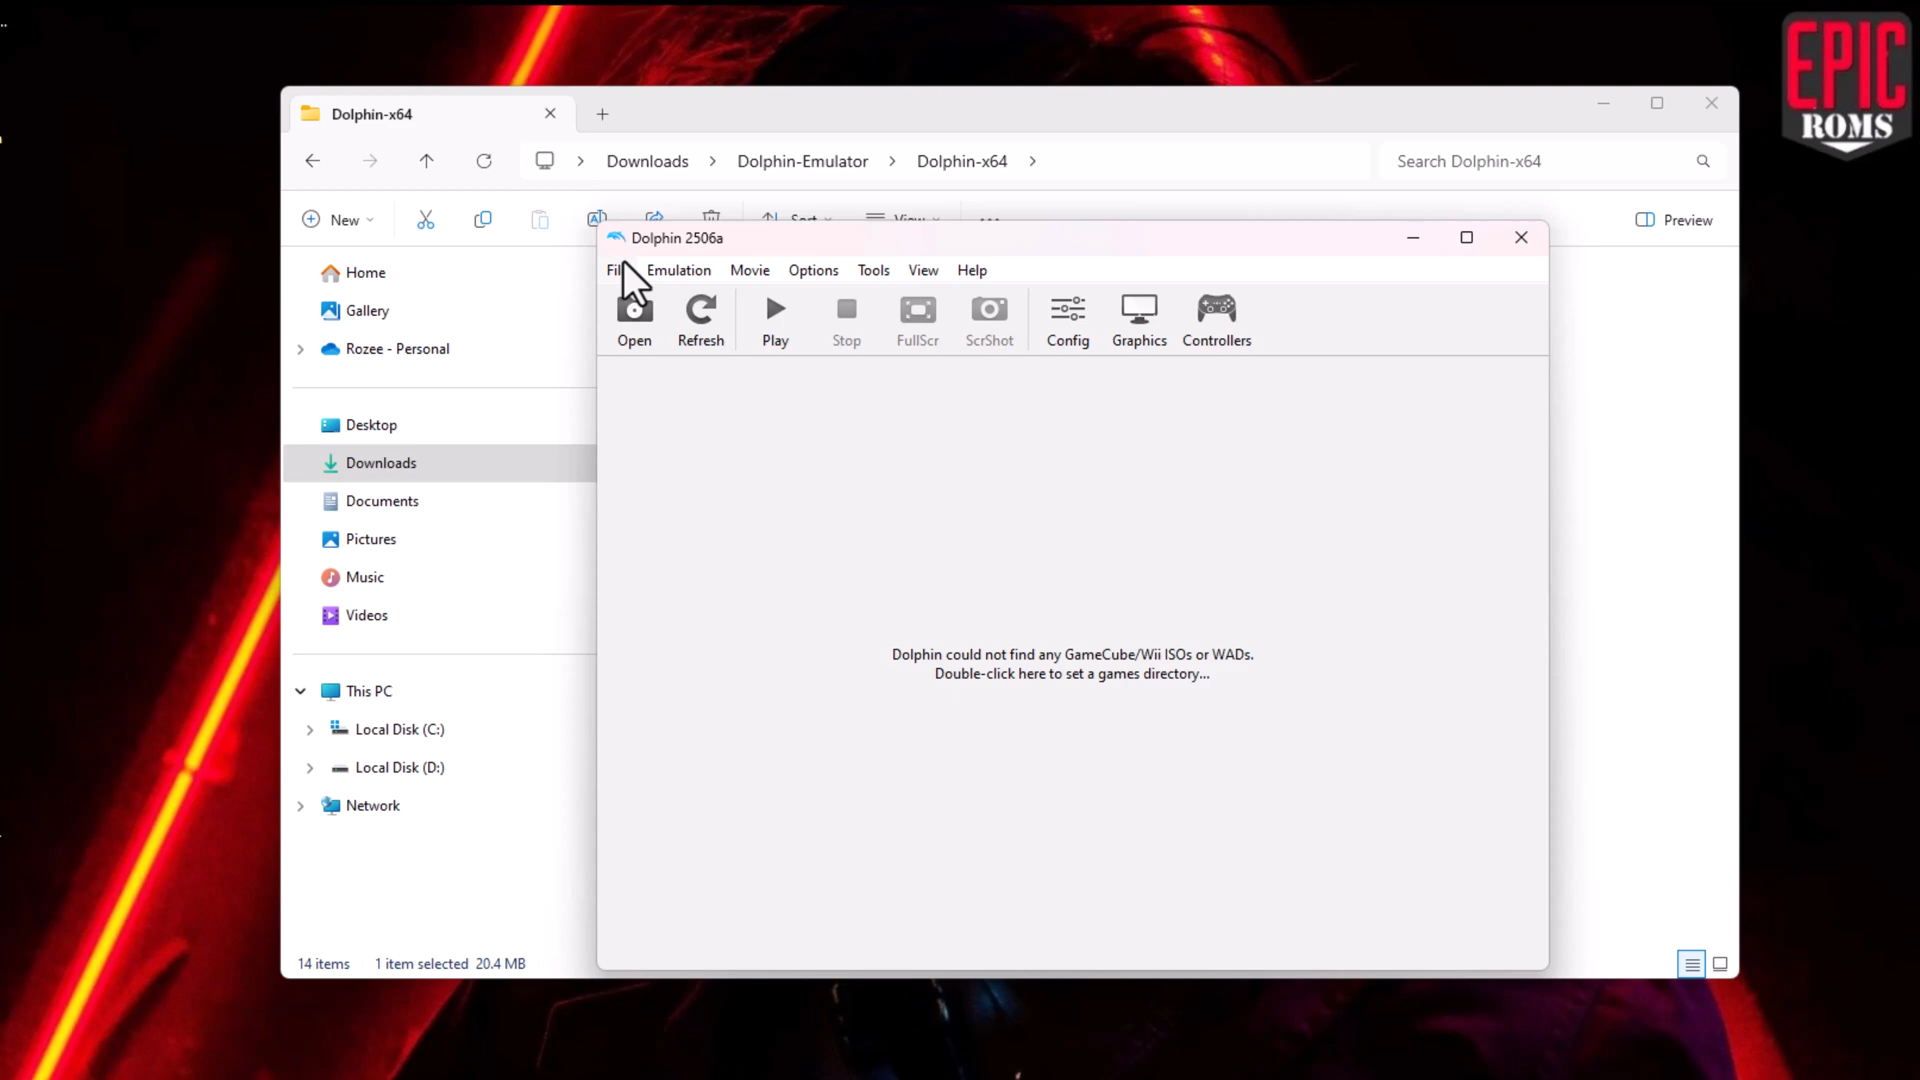 EPIC
ROMS
Dolphin-x64
Downloads
Dolphin-Emulator
Dolphin-x64
Search Dolphin-x64
New
Sort
View
Preview
Home
Gallery
Rozee - Personal
Desktop
Downloads
Documents
Pictures
Music
Videos
This PC
Local Disk (C:)
Local Disk (D:)
Network
14 items
1 item selected 20.4 MB
Dolphin 2506a
Emulation Movie Options Tools View Help
Open Refresh Play Stop FullScr ScrShot Config Graphics Controllers
Dolphin could not find any GameCube/Wii ISOs or WADs.
Double-click here to set a games directory...